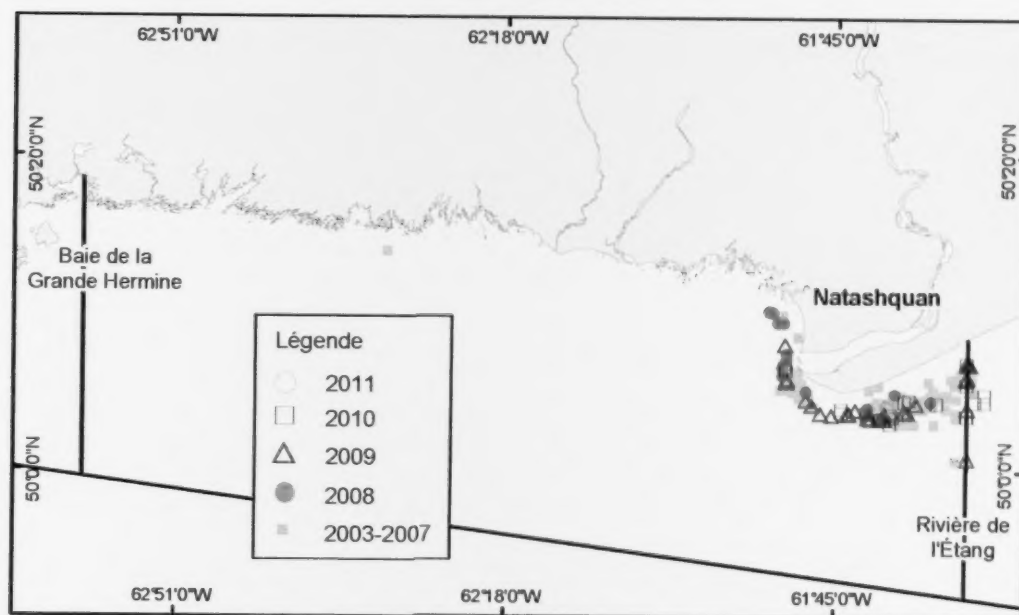 62°51'0"W
62°18'0"W
61°45'0"W
50°20'0"N
50°20'0"N
Baie de la
Grande Hermine
Natashquan
Légende
2011
2010
2009
2008
2003-2007
50°0'0"N
50°0'0"N
Rivière de
l'Étang
62°51'0"W
62°18'0"W
61°45'0"W